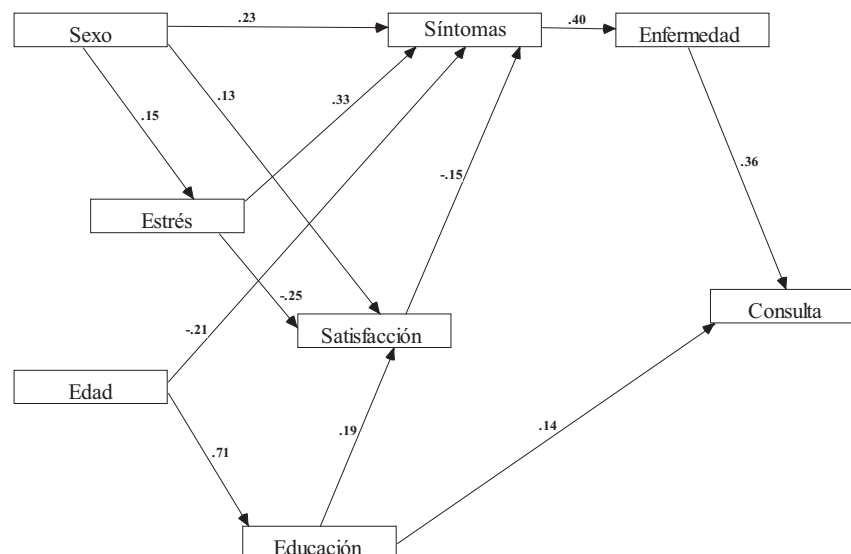 .23
Sexo
Síntomas
.40
Enfermedad
.13
.33
.15
-.15
.36
Estrés
-.25
Consulta
-.21
Satisfacción
Edad
.19
.14
.71
Educación